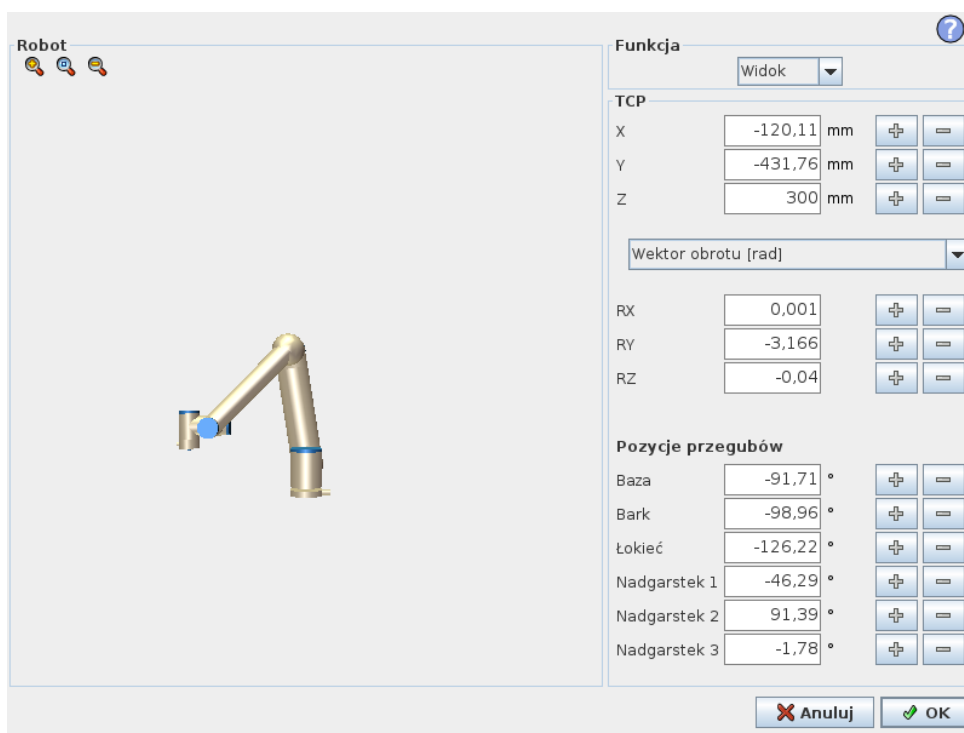 ?
Robot
Funkcja
Widok
TCP
X -120,11 mm
Y -431,76 mm
Z 300 mm
Wektor obrotu [rad]
RX 0,001
RY -3,166
RZ -0,04
Pozycje przegubów
Baza -91,71 °
Bark -98,96 °
Łokieć -126,22 °
Nadgarstek 1 -46,29 °
Nadgarstek 2 91,39 °
Nadgarstek 3 -1,78 °
Anuluj OK